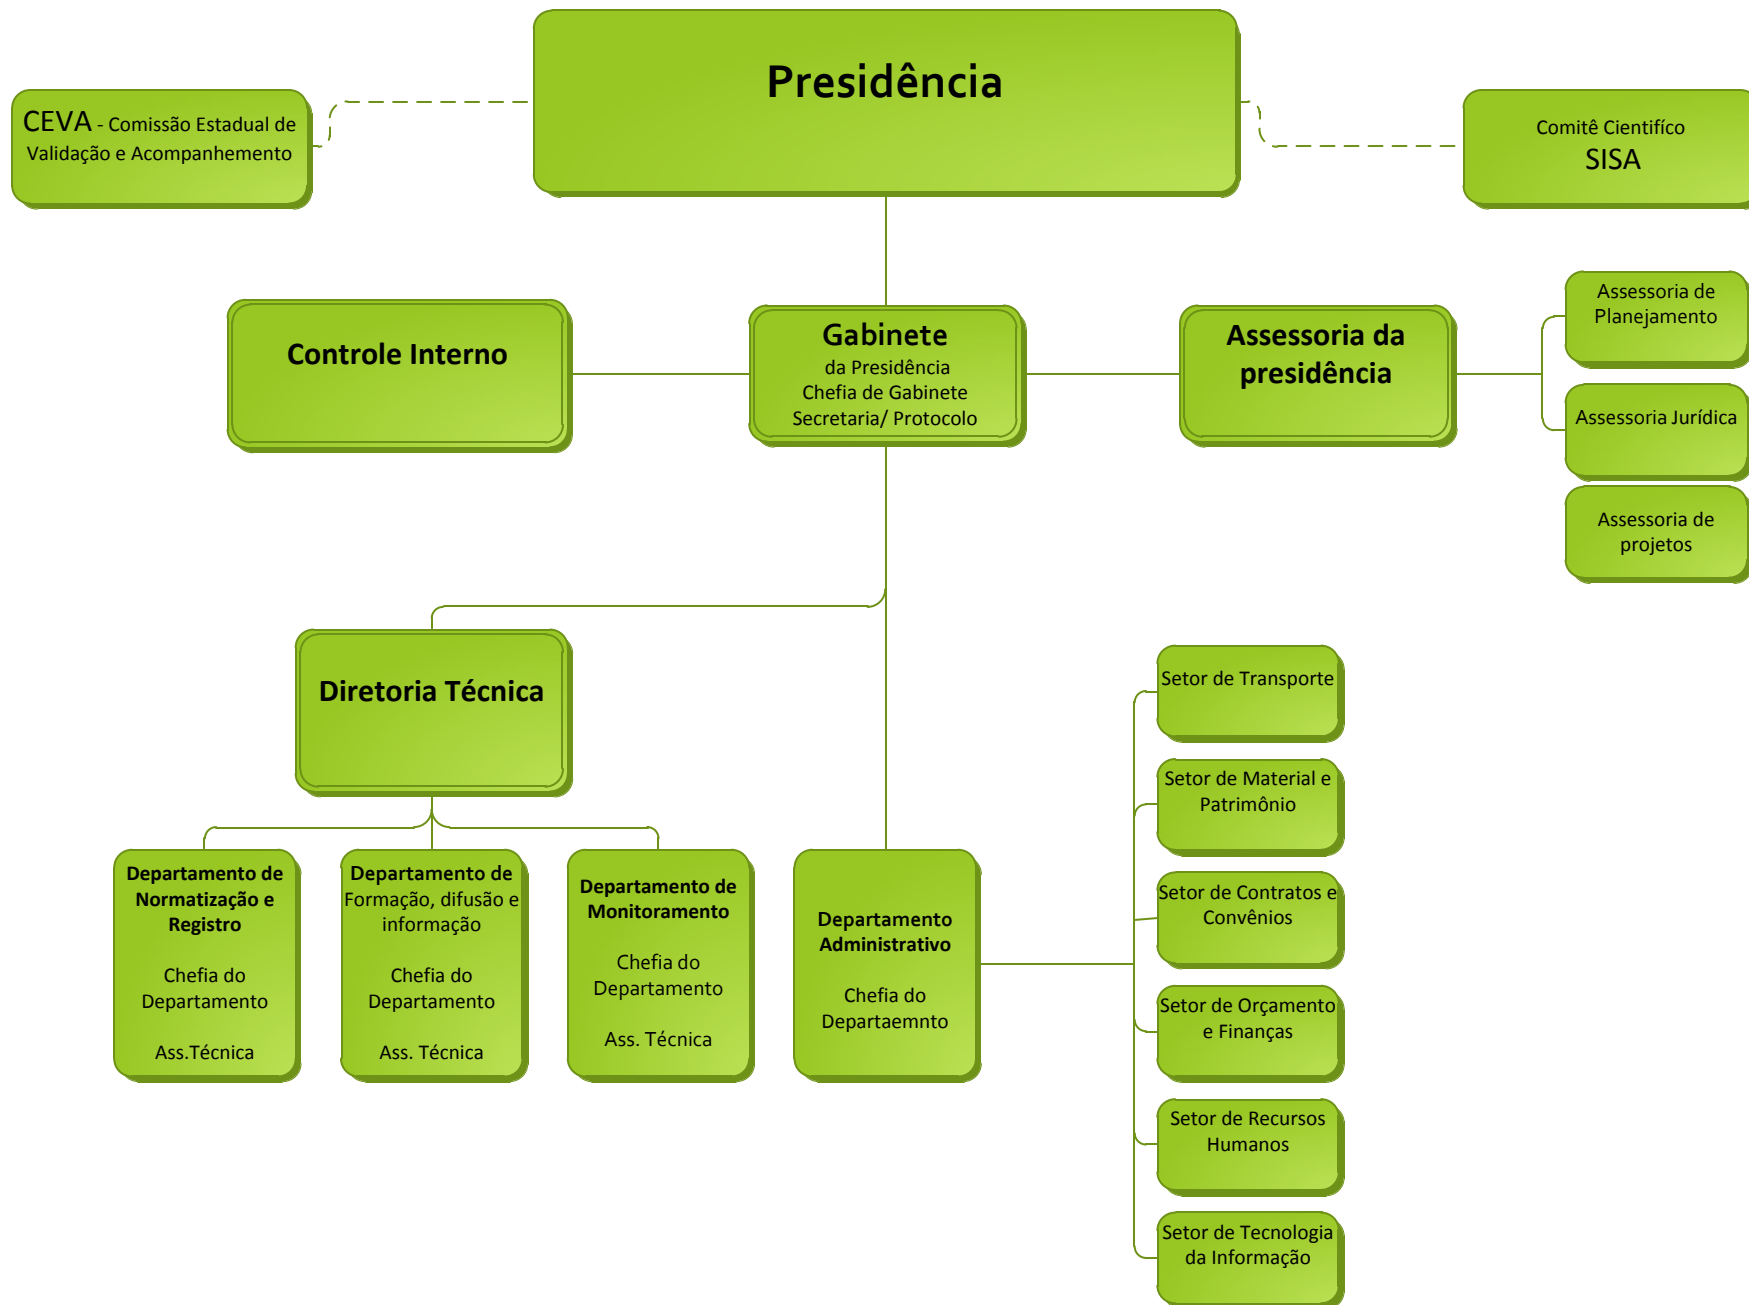 Presidência
CEVA - Comissão Estadual de
Validação e Acompanhemento
Comitê Cientifíco
SISA
Controle Interno
Gabinete
da Presidência
Chefia de Gabinete
Secretaria/ Protocolo
Assessoria da
presidência
Assessoria de
Planejamento
Assessoria Jurídica
Assessoria de
projetos
Diretoria Técnica
Departamento de
Normatização e
Registro
Chefia do
Departamento
Ass.Técnica
Departamento de
Formação, difusão e
informação
Chefia do
Departamento
Ass. Técnica
Departamento de
Monitoramento
Chefia do
Departamento
Ass. Técnica
Departamento
Administrativo
Chefia do
Departaemnto
Setor de Transporte
Setor de Material e
Patrimônio
Setor de Contratos e
Convênios
Setor de Orçamento
e Finanças
Setor de Recursos
Humanos
Setor de Tecnologia
da Informação